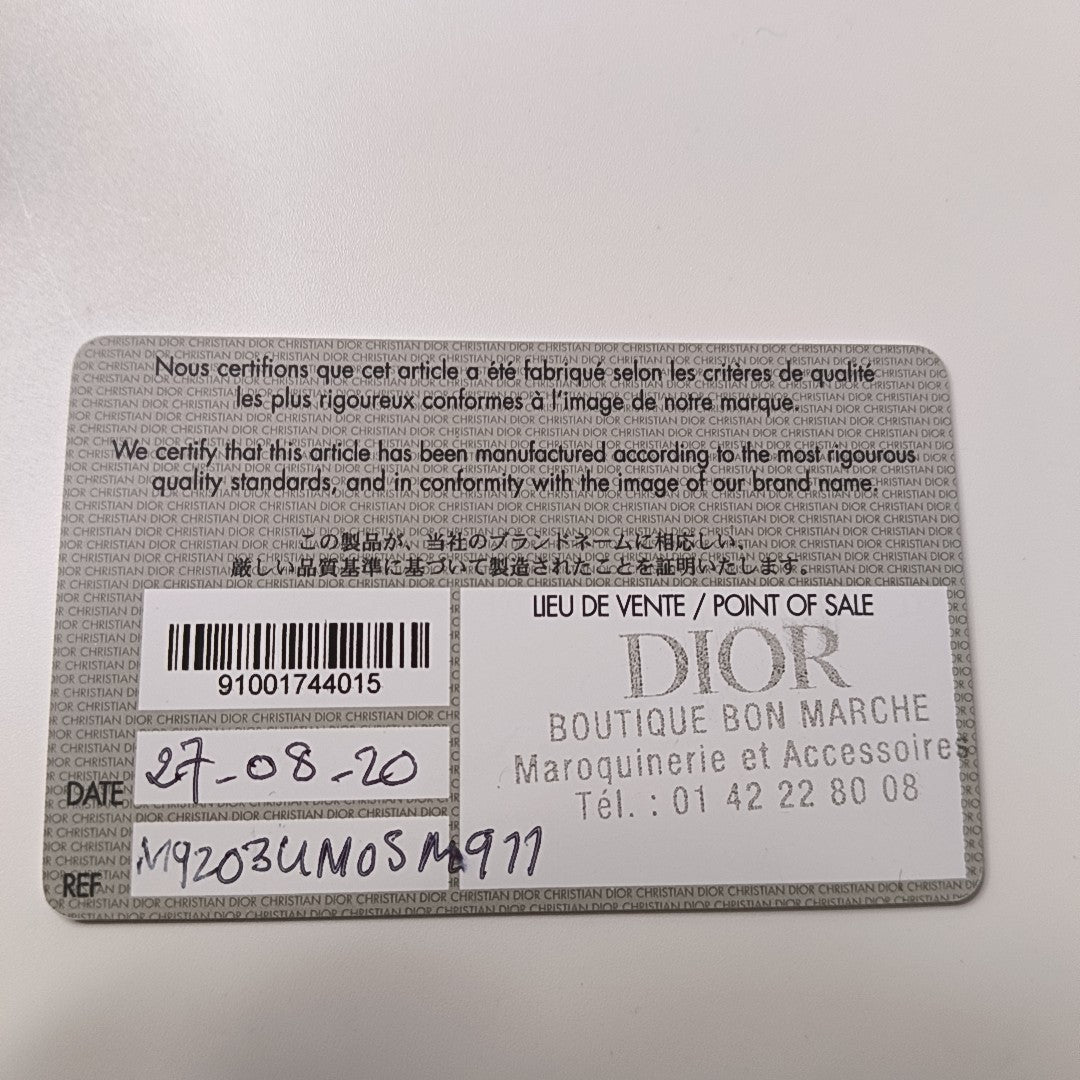 Nous certifions que cet article a été fabriqué selon les critères de qualité
les plus rigoureux conformes à l'image de notre marque.
We certify that this article has been manufactured according to the most rigourous
quality standards, and in conformity with the image of our brand name.
この製品が、当社のブランドネームに相応しい、
厳しい品質基準に基づいて製造されたことを証明いたします。
91001744015
DATE 27-08-20
REF M9203UMOS M911
LIEU DE VENTE / POINT OF SALE
DIOR
BOUTIQUE BON MARCHE
Maroquinerie et Accessoires
Tél. : 01 42 22 80 08
CHRISTIAN DIOR